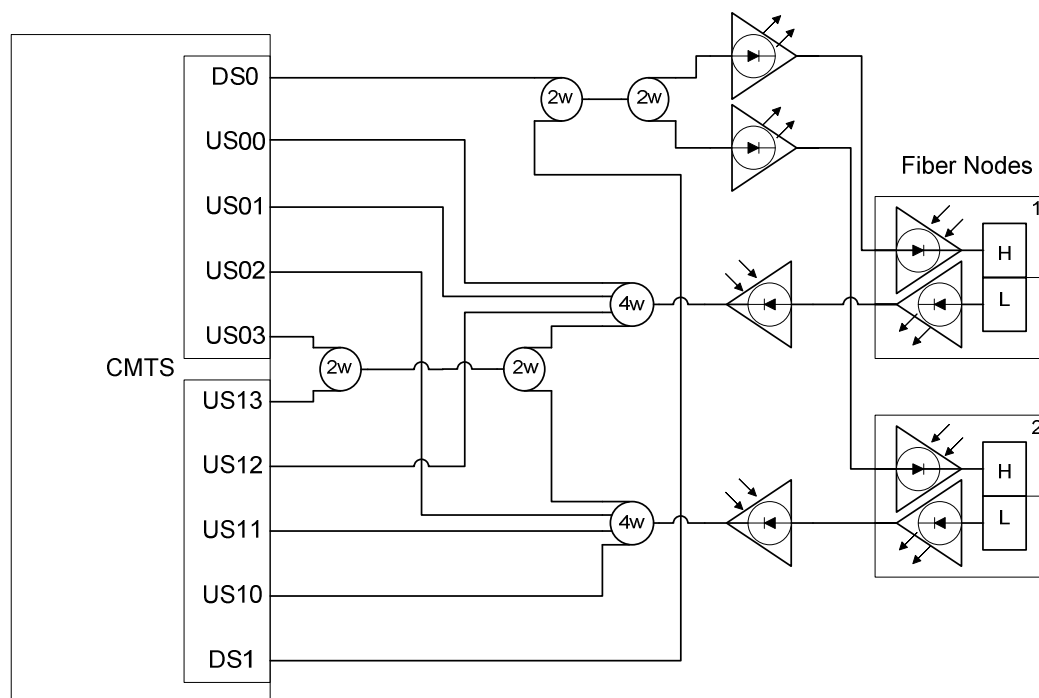 DS0
2w
2w
US00
Fiber Nodes
1
US01
H
US02
4w
L
US03
CMTS
2w
2w
US13
2
US12
H
US11
4w
L
US10
DS1